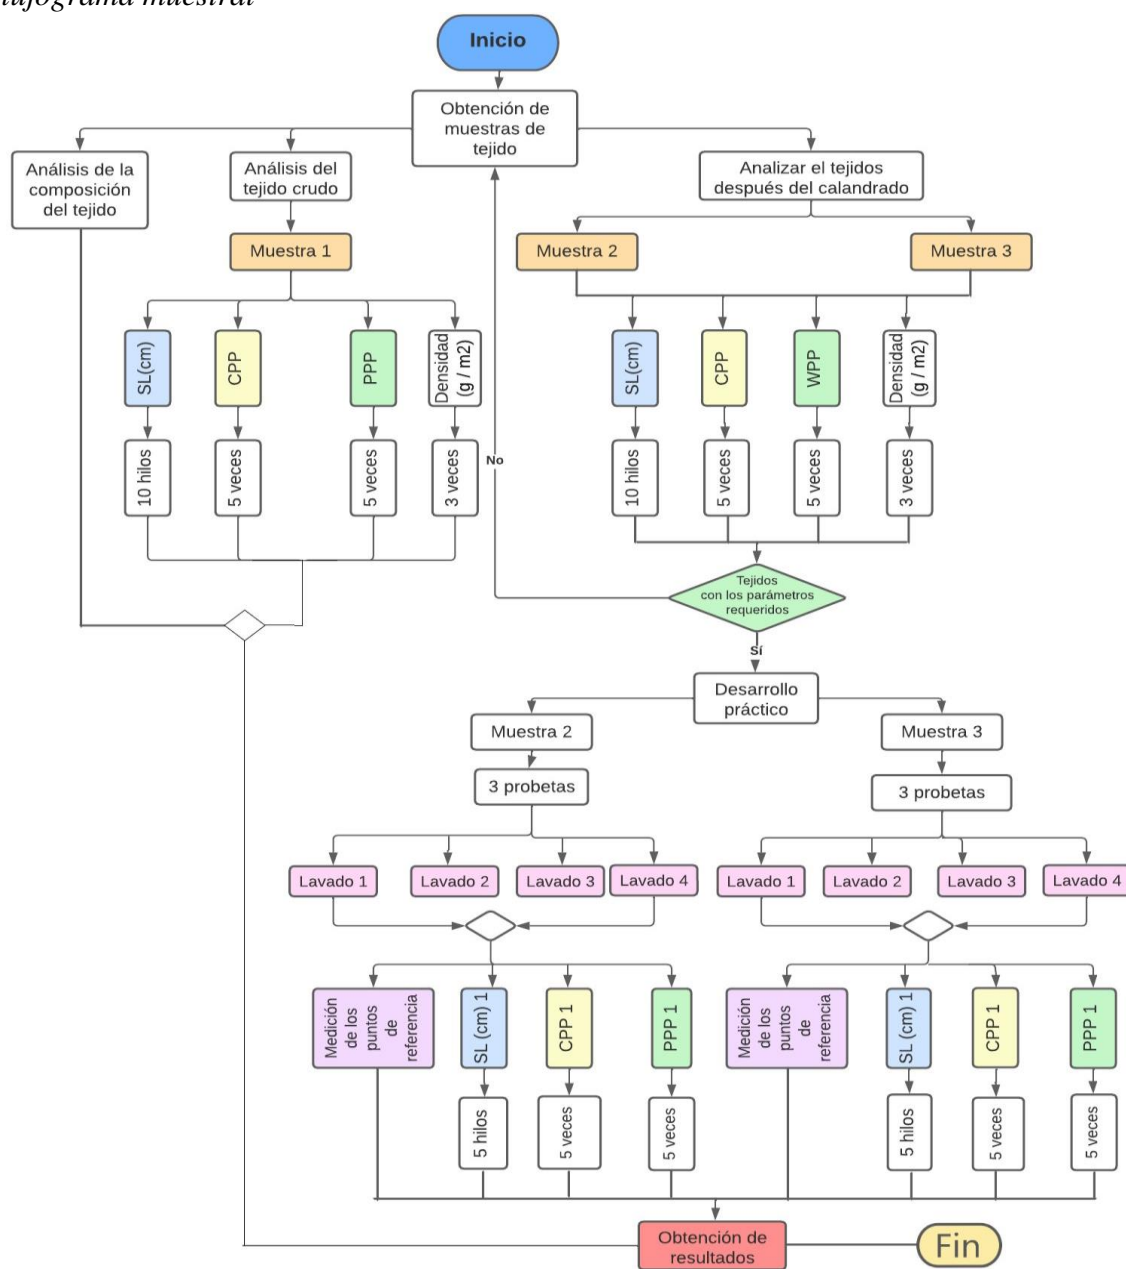 Inicio
Obtención de
muestras de
tejido
Análisis de la
composición
del tejido
Análisis del
tejido crudo
Analizar el tejidos
después del calandrado
Muestra 1
Muestra 2
Muestra 3
SL(cm)
CPP
PPP
Densidad
(g / m2)
SL(cm)
CPP
WPP
Densidad
(g / m2)
10 hilos
5 veces
5 veces
3 veces
No
10 hilos
5 veces
5 veces
3 veces
Tejidos
con los parámetros
requeridos
Sí
Desarrollo
práctico
Muestra 2
Muestra 3
3 probetas
3 probetas
Lavado 1
Lavado 2
Lavado 3
Lavado 4
Lavado 1
Lavado 2
Lavado 3
Lavado 4
Medición
de los
puntos
de
referencia
SL (cm) 1
CPP 1
PPP 1
Medición
de los
puntos
de
referencia
SL (cm) 1
CPP 1
PPP 1
5 hilos
5 veces
5 veces
5 hilos
5 veces
5 veces
Obtención de
resultados
Fin